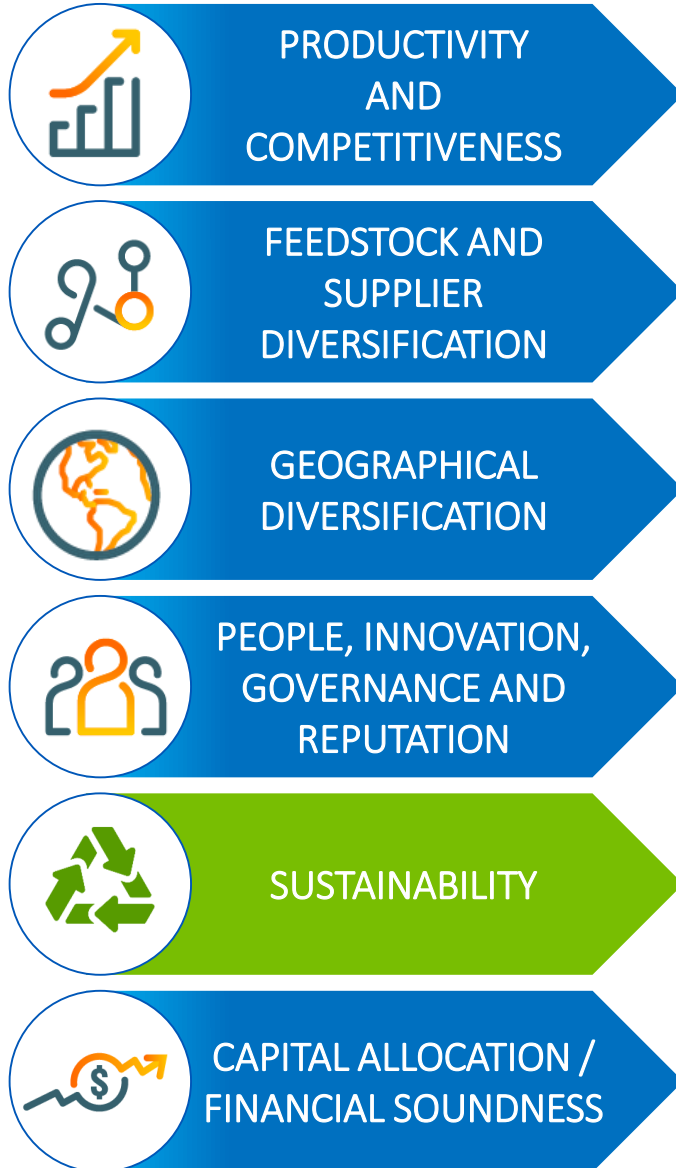 PRODUCTIVITY
AND
COMPETITIVENESS
FEEDSTOCK AND
SUPPLIER
DIVERSIFICATION
GEOGRAPHICAL
DIVERSIFICATION
PEOPLE, INNOVATION,
GOVERNANCE AND
REPUTATION
SUSTAINABILITY
$
CAPITAL ALLOCATION /
FINANCIAL SOUNDNESS